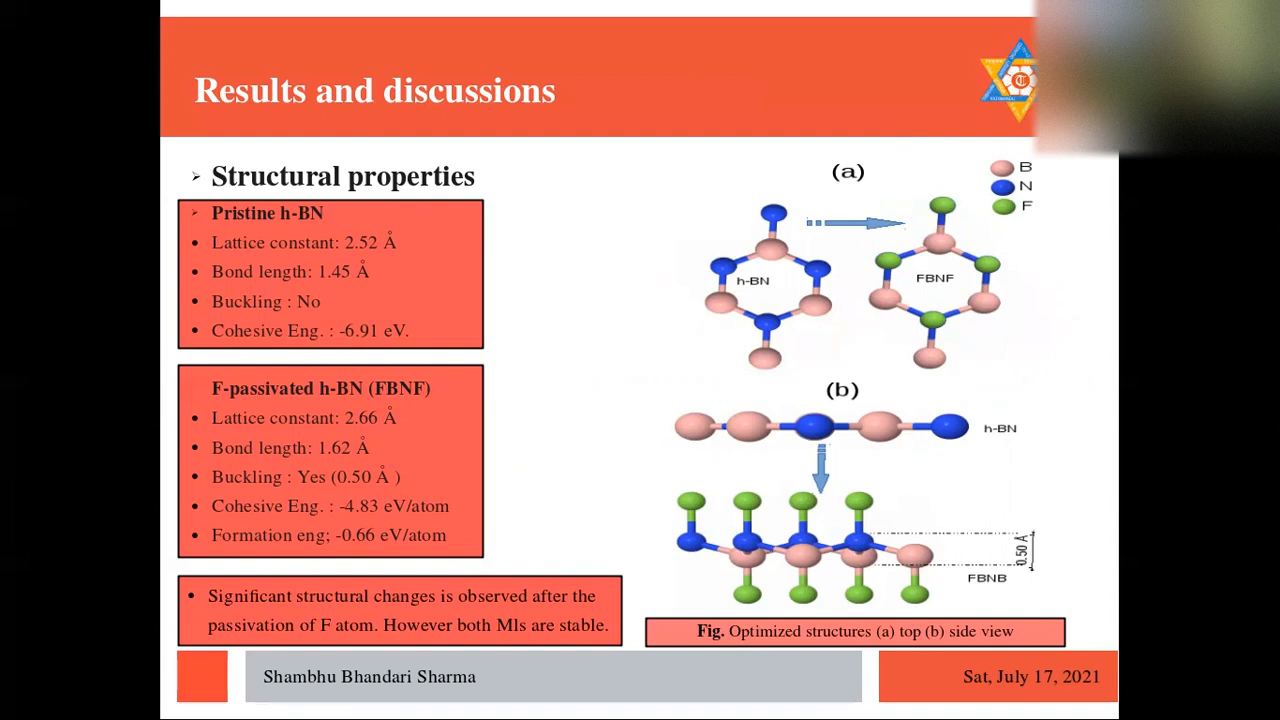 Results and discussions
➢ Structural properties
➢ Pristine h-BN
• Lattice constant: 2.52 Å
• Bond length: 1.45 Å
• Buckling : No
• Cohesive Eng. : -6.91 eV.
F-passivated h-BN (FBNF)
• Lattice constant: 2.66 Å
• Bond length: 1.62 Å
• Buckling : Yes (0.50 Å )
• Cohesive Eng. : -4.83 eV/atom
• Formation eng; -0.66 eV/atom
• Significant structural changes is observed after the
passivation of F atom. However both Mls are stable.
(a)
B
N
F
h-BN
FBNF
(b)
h-BN
0.50 Å
FBNB
Fig. Optimized structures (a) top (b) side view
Shambhu Bhandari Sharma
Sat, July 17, 2021